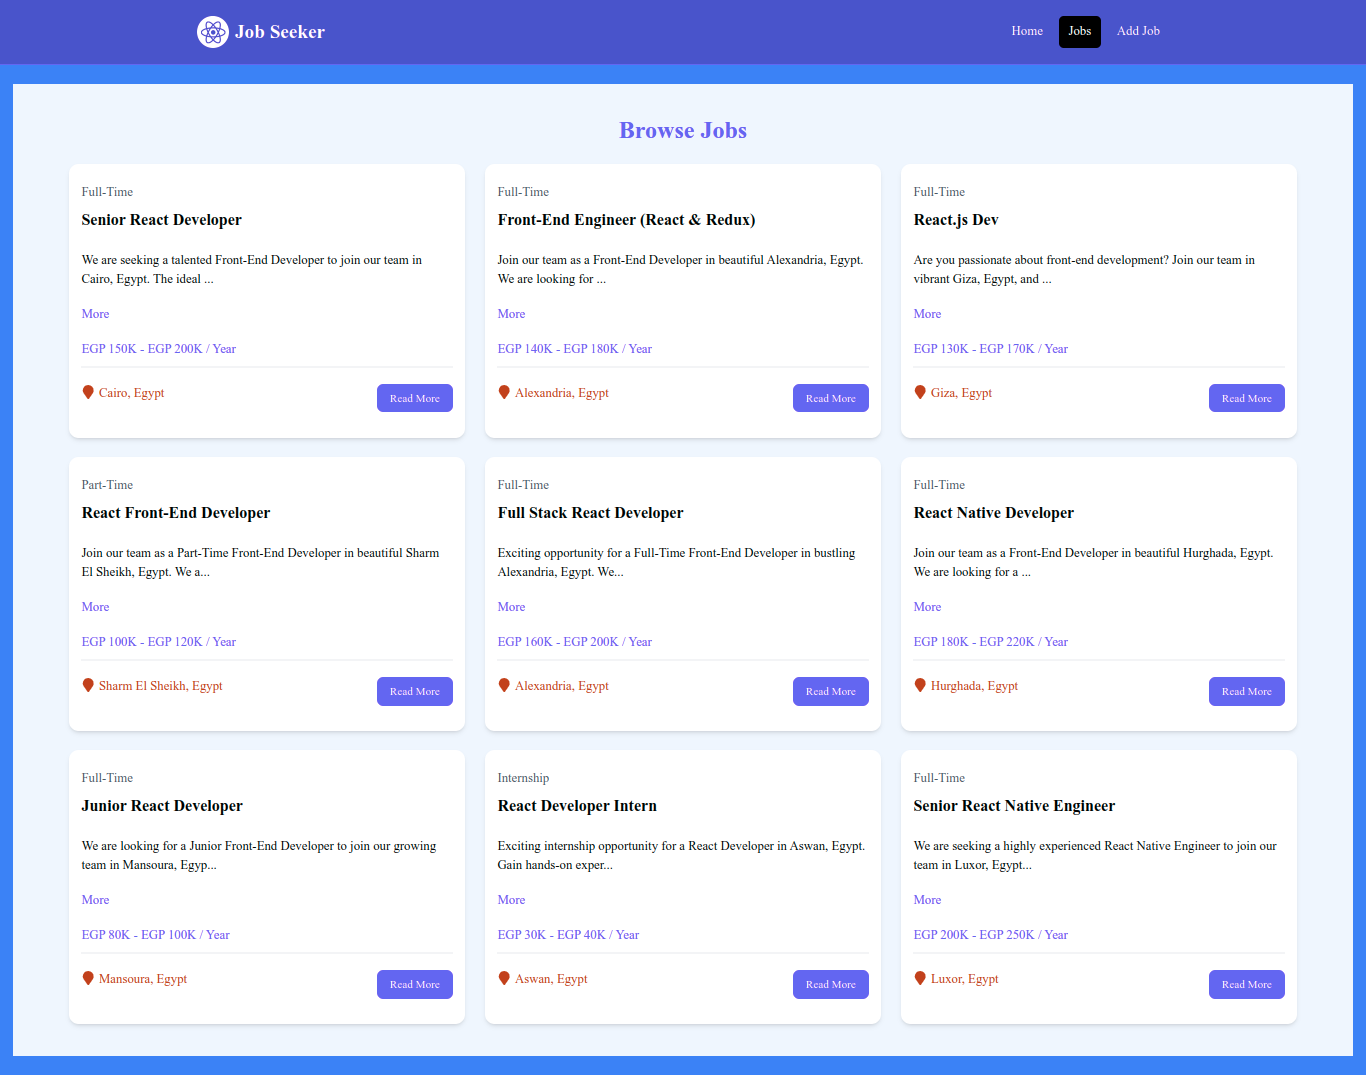 Job Seeker
Home
Jobs
Add Job
Browse Jobs
Full-Time
Senior React Developer
We are seeking a talented Front-End Developer to join our team in
Cairo, Egypt. The ideal ...
More
EGP 150K - EGP 200K / Year
Cairo, Egypt
Read More
Full-Time
Front-End Engineer (React & Redux)
Join our team as a Front-End Developer in beautiful Alexandria, Egypt.
We are looking for ...
More
EGP 140K - EGP 180K / Year
Alexandria, Egypt
Read More
Full-Time
React.js Dev
Are you passionate about front-end development? Join our team in
vibrant Giza, Egypt, and ...
More
EGP 130K - EGP 170K / Year
Giza, Egypt
Read More
Part-Time
React Front-End Developer
Join our team as a Part-Time Front-End Developer in beautiful Sharm
El Sheikh, Egypt. We a...
More
EGP 100K - EGP 120K / Year
Sharm El Sheikh, Egypt
Read More
Full-Time
Full Stack React Developer
Exciting opportunity for a Full-Time Front-End Developer in bustling
Alexandria, Egypt. We...
More
EGP 160K - EGP 200K / Year
Alexandria, Egypt
Read More
Full-Time
React Native Developer
Join our team as a Front-End Developer in beautiful Hurghada, Egypt.
We are looking for a ...
More
EGP 180K - EGP 220K / Year
Hurghada, Egypt
Read More
Full-Time
Junior React Developer
We are looking for a Junior Front-End Developer to join our growing
team in Mansoura, Egyp...
More
EGP 80K - EGP 100K / Year
Mansoura, Egypt
Read More
Internship
React Developer Intern
Exciting internship opportunity for a React Developer in Aswan, Egypt.
Gain hands-on exper...
More
EGP 30K - EGP 40K / Year
Aswan, Egypt
Read More
Full-Time
Senior React Native Engineer
We are seeking a highly experienced React Native Engineer to join our
team in Luxor, Egypt...
More
EGP 200K - EGP 250K / Year
Luxor, Egypt
Read More